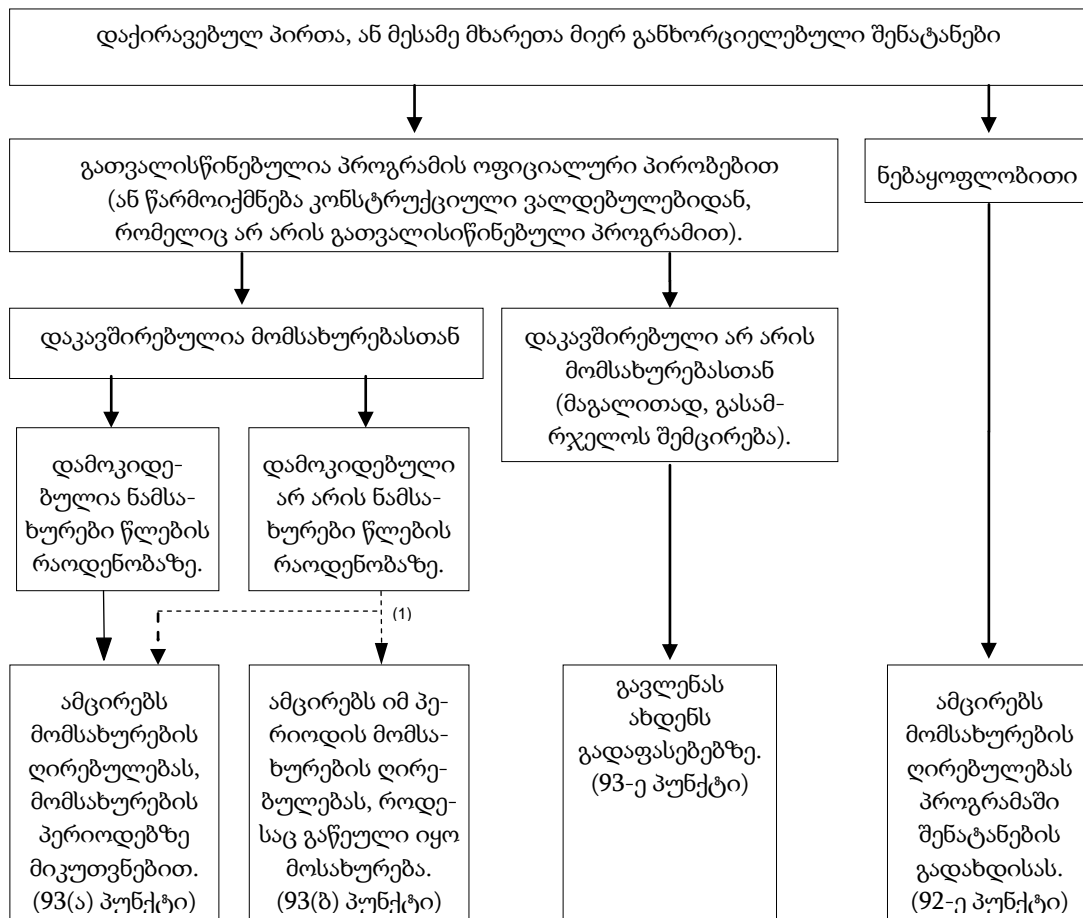 დაქირავებულ პირთა, ან მესამე მხარეთა მიერ განხორციელებული შენატანები
გათვალისწინებულია პროგრამის ოფიციალური პირობებით
(ან წარმოიქმნება კონსტრუქციული ვალდებულებიდან,
რომელიც არ არის გათვალისიწინებული პროგრამით).
ნებაყოფლობითი
დაკავშირებულია მომსახურებასთან
დაკავშირებული არ არის
მომსახურებასთან
(მაგალითად, გასამ-
რჯელოს შემცირება).
დამოკიდე-
ბულია ნამსა-
ხურები წლების
რაოდენობაზე.
დამოკიდებული
არ არის ნამსა-
ხურები წლების
რაოდენობაზე.
(1)
ამცირებს
მომსახურების
ღირებულებას,
მომსახურების
პერიოდებზე
მიკუთვნებით.
(93(ა) პუნქტი)
ამცირებს იმ პე-
რიოდის მომსა-
ხურების ღირე-
ბულებას, როდე-
საც გაწეული იყო
მოსახურება.
(93(ბ) პუნქტი)
გავლენას
ახდენს
გადაფასებებზე.
(93-ე პუნქტი)
ამცირებს
მომსახურების
ღირებულებას
პროგრამაში
შენატანების
გადახდისას.
(92-ე პუნქტი)